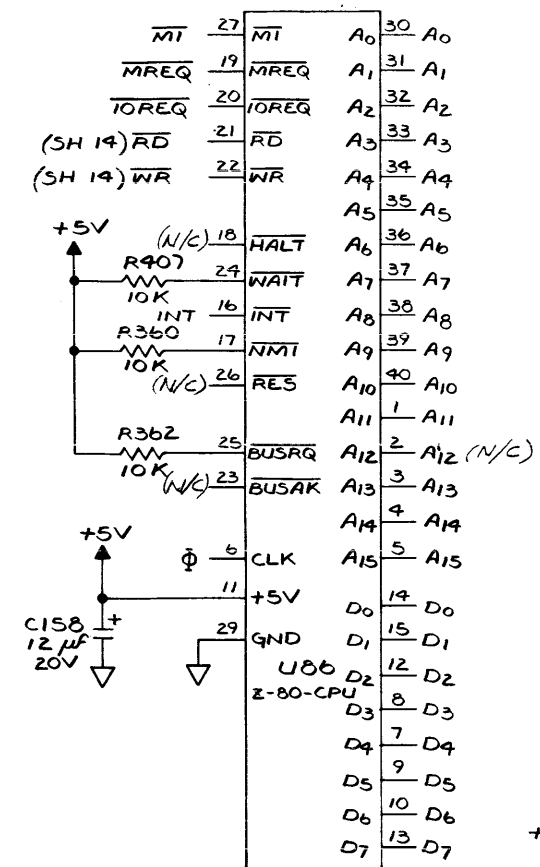 M1 27 M1 A0 30 A0
MREQ 19 MREQ A1 31 A1
IOREQ 20 IOREQ A2 32 A2
(SH 14) RD 21 RD A3 33 A3
(SH 14) WR 22 WR A4 34 A4
A5 35 A5
+5V (N/C) 18 HALT A6 36 A6
R407 10K 24 WAIT A7 37 A7
INT 16 INT A8 38 A8
R360 10K 17 NMI A9 39 A9
(N/C) 26 RES A10 40 A10
A11 1 A11
R362 10K 25 BUSRQ A12 2 A12 (N/C)
(N/C) 23 BUSAK A13 3 A13
A14 4 A14
+5V Φ 6 CLK A15 5 A15
11 +5V D0 14 D0
C158 + 12 µf 20V 29 GND D1 15 D1
U86 D2 12 D2
Z-80-CPU D3 8 D3
D4 7 D4
D5 9 D5
D6 10 D6
D7 13 D7
+